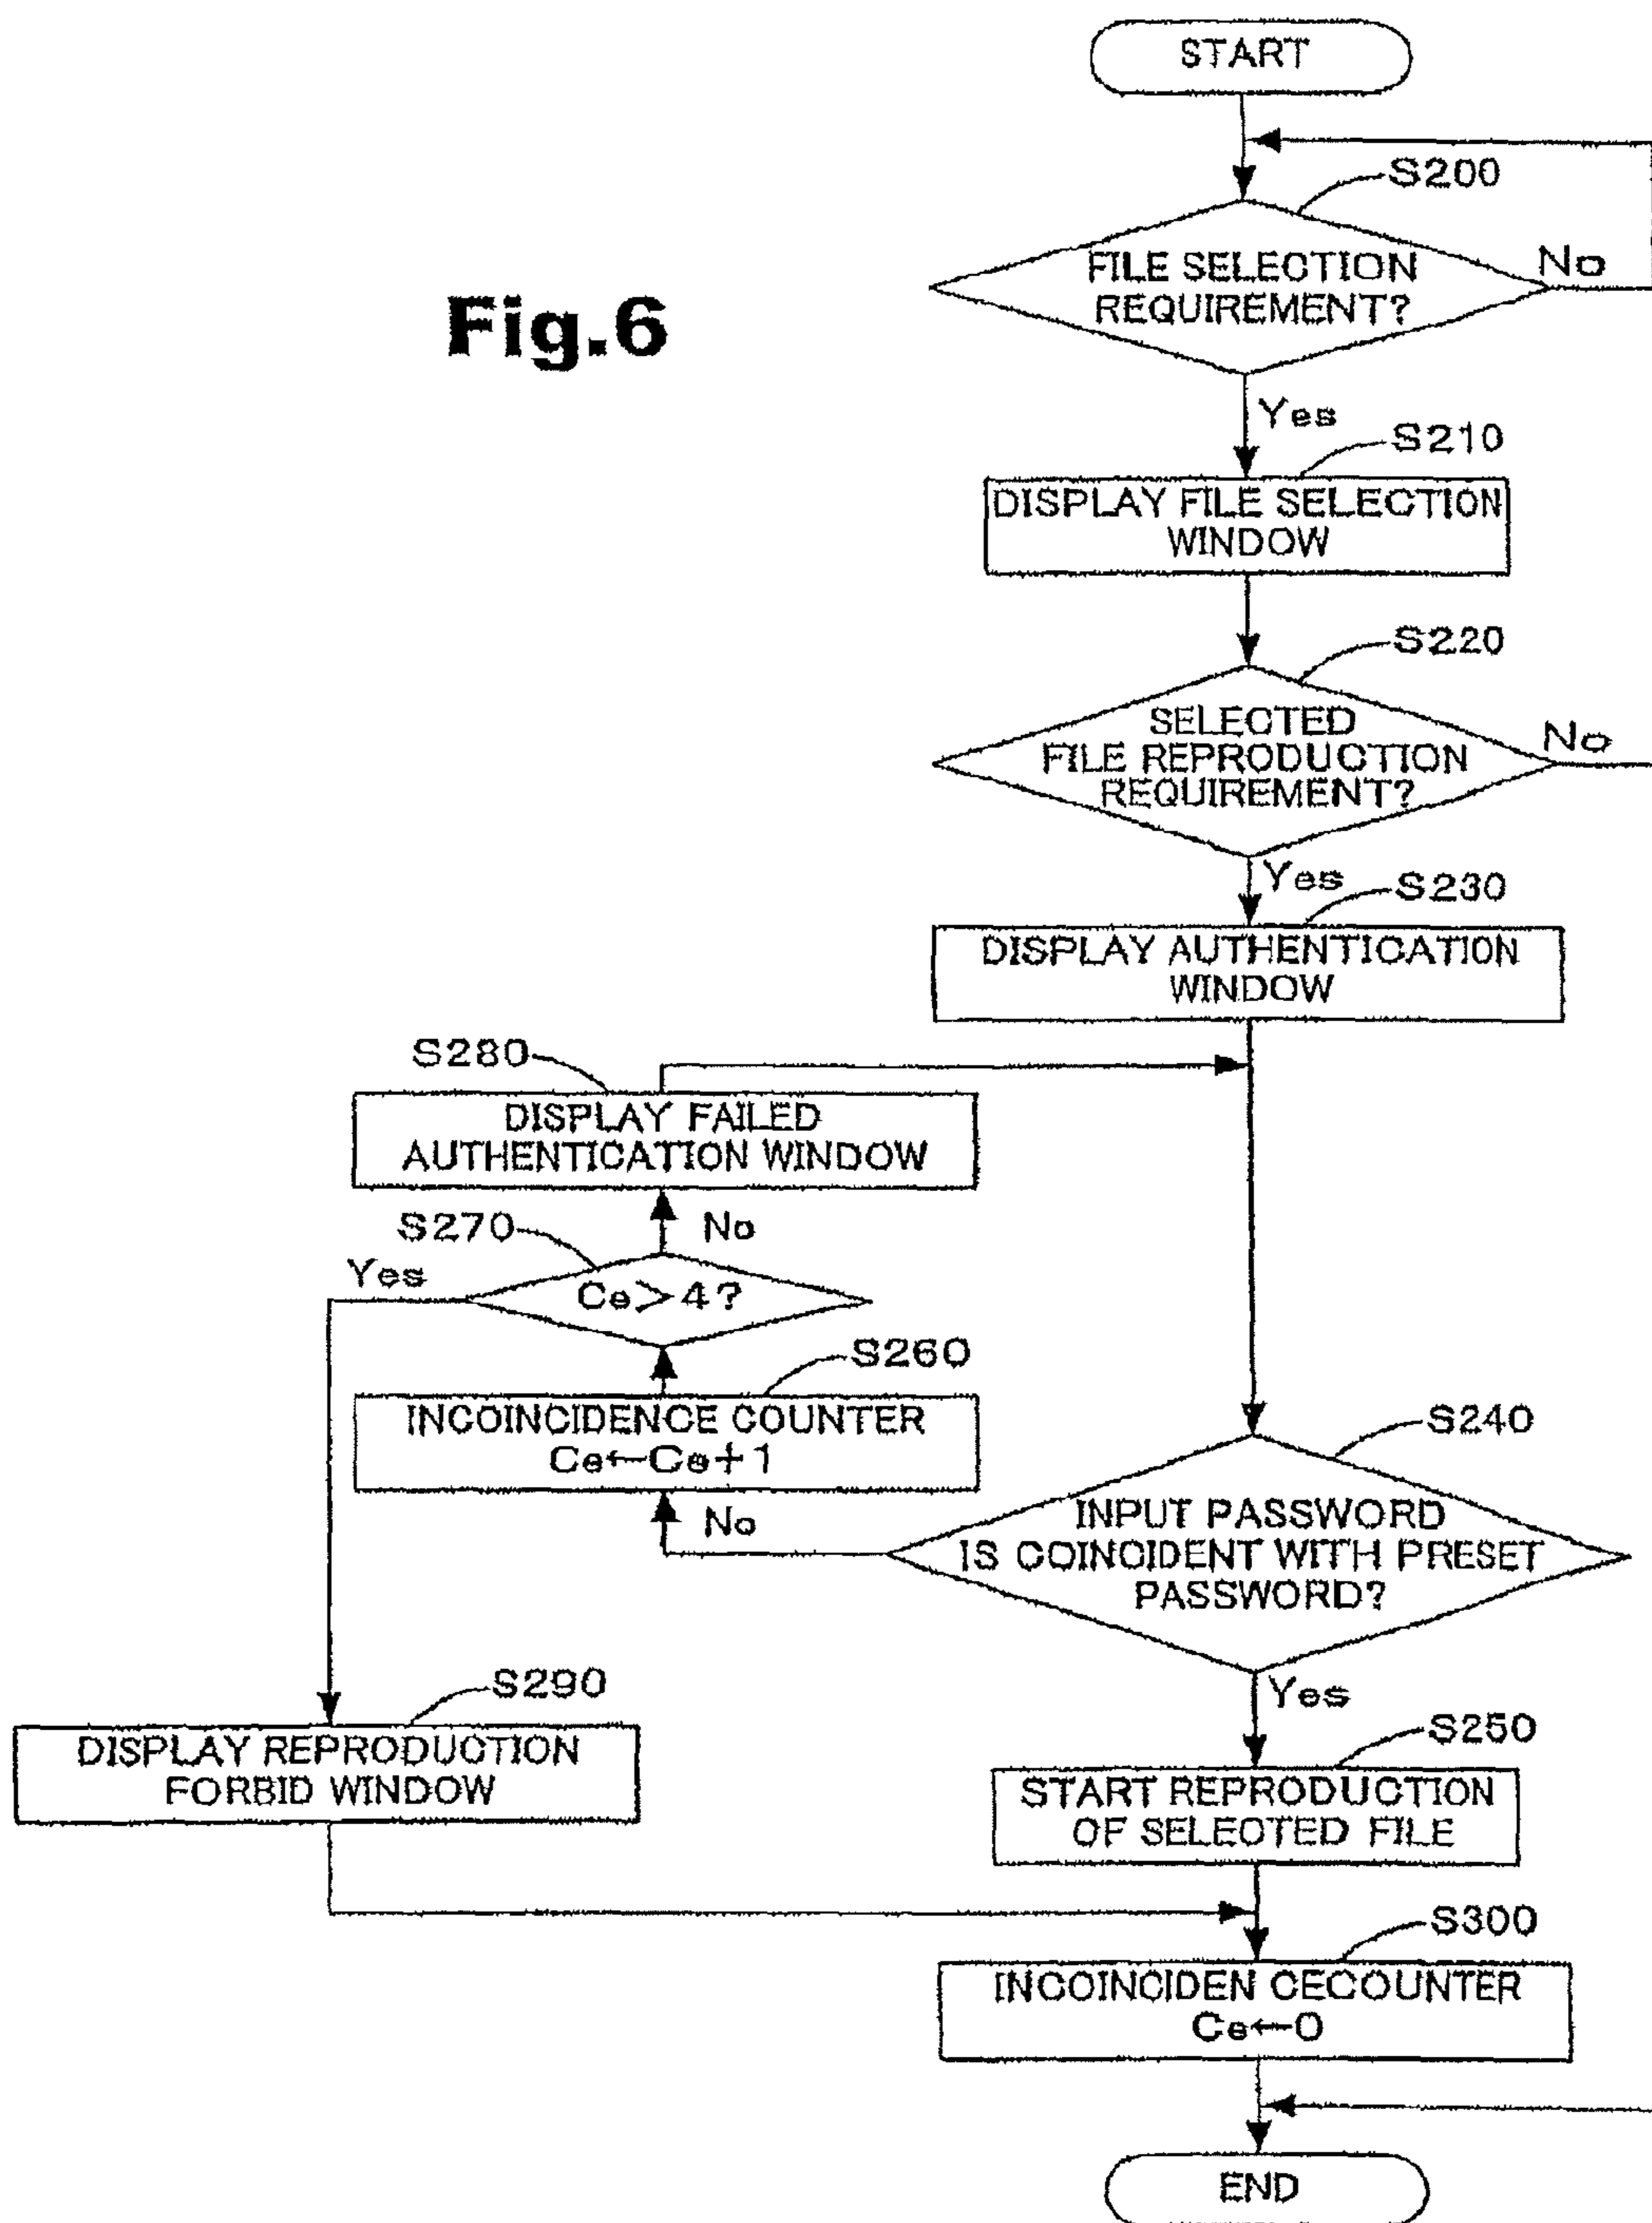 START
S200
FILE SELECTION
REQUIREMENT?
No
Fig.6
Yes
S210
DISPLAY FILE SELECTION
WINDOW
S220
SELECTED
FILE REPRODUCTION
REQUIREMENT?
No
Yes
S230
DISPLAY AUTHENTICATION
WINDOW
S280
DISPLAY FAILED
AUTHENTICATION WINDOW
S270
No
Yes
Ce>4?
S260
INCOINCIDENCE COUNTER
Ce←Ce+1
No
S240
INPUT PASSWORD
IS COINCIDENT WITH PRESET
PASSWORD?
Yes
S290
DISPLAY REPRODUCTION
FORBID WINDOW
S250
START REPRODUCTION
OF SELECTED FILE
S300
INCOINCIDEN CECOUNTER
Ce←0
END